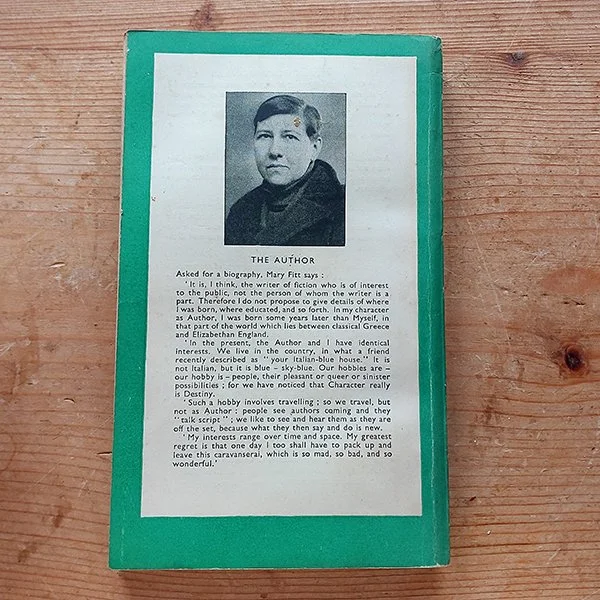 THE AUTHOR
Asked for a biography, Mary Fitt says :
' It is, I think, the writer of fiction who is of interest
to the public, not the person of whom the writer is a
part. Therefore I do not propose to give details of where
I was born, where educated, and so forth. In my character
as Author, I was born some years later than Myself, in
that part of the world which lies between classical Greece
and Elizabethan England.
' In the present, the Author and I have identical
interests. We live in the country, in what a friend
recently described as " your Italian-blue house." It is
not Italian, but it is blue – sky-blue. Our hobbies are –
our hobby is – people, their pleasant or queer or sinister
possibilities ; for we have noticed that Character really
is Destiny.
' Such a hobby involves travelling ; so we travel, but
not as Author : people see authors coming and they
" talk script " ; we like to see and hear them as they are
off the set, because what they then say and do is new.
' My interests range over time and space. My greatest
regret is that one day I too shall have to pack up and
leave this caravanserai, which is so mad, so bad, and so
wonderful.'